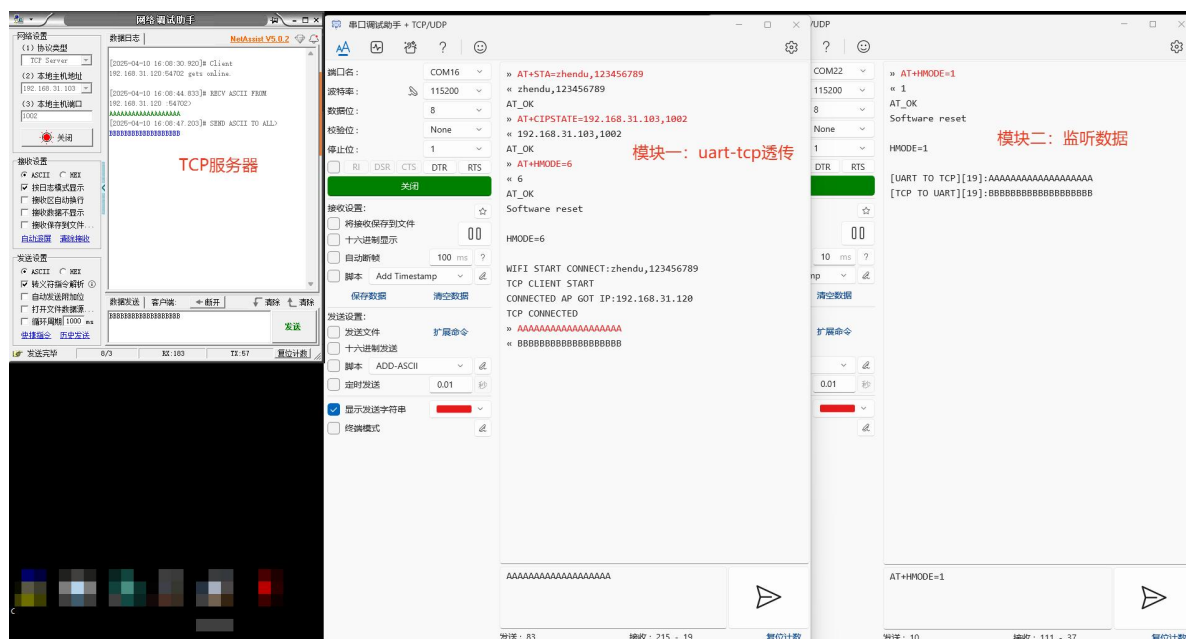 网络调试助手
网络设置
(1) 协议类型
TCP Server
(2) 本地主机地址
192.168.31.103
(3) 本地主机端口
1002
关闭
接收设置
ASCII HEX
按日志模式显示
接收区自动换行
接收数据不显示
接收保存到文件...
自动滚屏 清除接收
发送设置
ASCII HEX
转义符指令解析
自动发送附加位
打开文件数据源...
循环周期 1000 ms
快捷指令 历史发送
数据日志
NetAssist V5.0.2
[2025-04-10 16:08:30.920]# Client
192.168.31.120:54702 gets online.
[2025-04-10 16:08:44.833]# RECV ASCII FROM
192.168.31.120 :54702>
AAAAAAAAAAAAAAAAAAA
[2025-04-10 16:08:47.203]# SEND ASCII TO ALL>
BBBBBBBBBBBBBBBBBBB
TCP服务器
数据发送 客户端: 断开 清除 清除
BBBBBBBBBBBBBBBBBBB
发送
发送完毕 8/3 RX:183 TX:57 复位计数
串口调试助手 + TCP/UDP
端口名: COM16
波特率: 115200
数据位: 8
校验位: None
停止位: 1
RI DSR CTS DTR RTS
关闭
接收设置:
将接收保存到文件
十六进制显示
自动断帧 100 ms ?
脚本 Add Timestamp
保存数据 清空数据
发送设置:
发送文件 扩展命令
十六进制发送
脚本 ADD-ASCII
定时发送 0.01 秒
显示发送字符串
终端模式
» AT+STA=zhendu,123456789
« zhendu,123456789
AT_OK
» AT+CIPSTATE=192.168.31.103,1002
« 192.168.31.103,1002
AT_OK
» AT+HMODE=6
« 6
AT_OK
Software reset
HMODE=6
WIFI START CONNECT:zhendu,123456789
TCP CLIENT START
CONNECTED AP GOT IP:192.168.31.120
TCP CONNECTED
» AAAAAAAAAAAAAAAAAAA
« BBBBBBBBBBBBBBBBBBB
模块一：uart-tcp透传
AAAAAAAAAAAAAAAAAAA
发送: 83 接收: 215 - 19 复位计数
/UDP
COM22
115200
8
None
1
DTR RTS
10 ms ?
清空数据
扩展命令
0.01 秒
» AT+HMODE=1
« 1
AT_OK
Software reset
HMODE=1
[UART TO TCP][19]:AAAAAAAAAAAAAAAAAAA
[TCP TO UART][19]:BBBBBBBBBBBBBBBBBBB
模块二：监听数据
AT+HMODE=1
发送: 10 接收: 111 - 37 复位计数